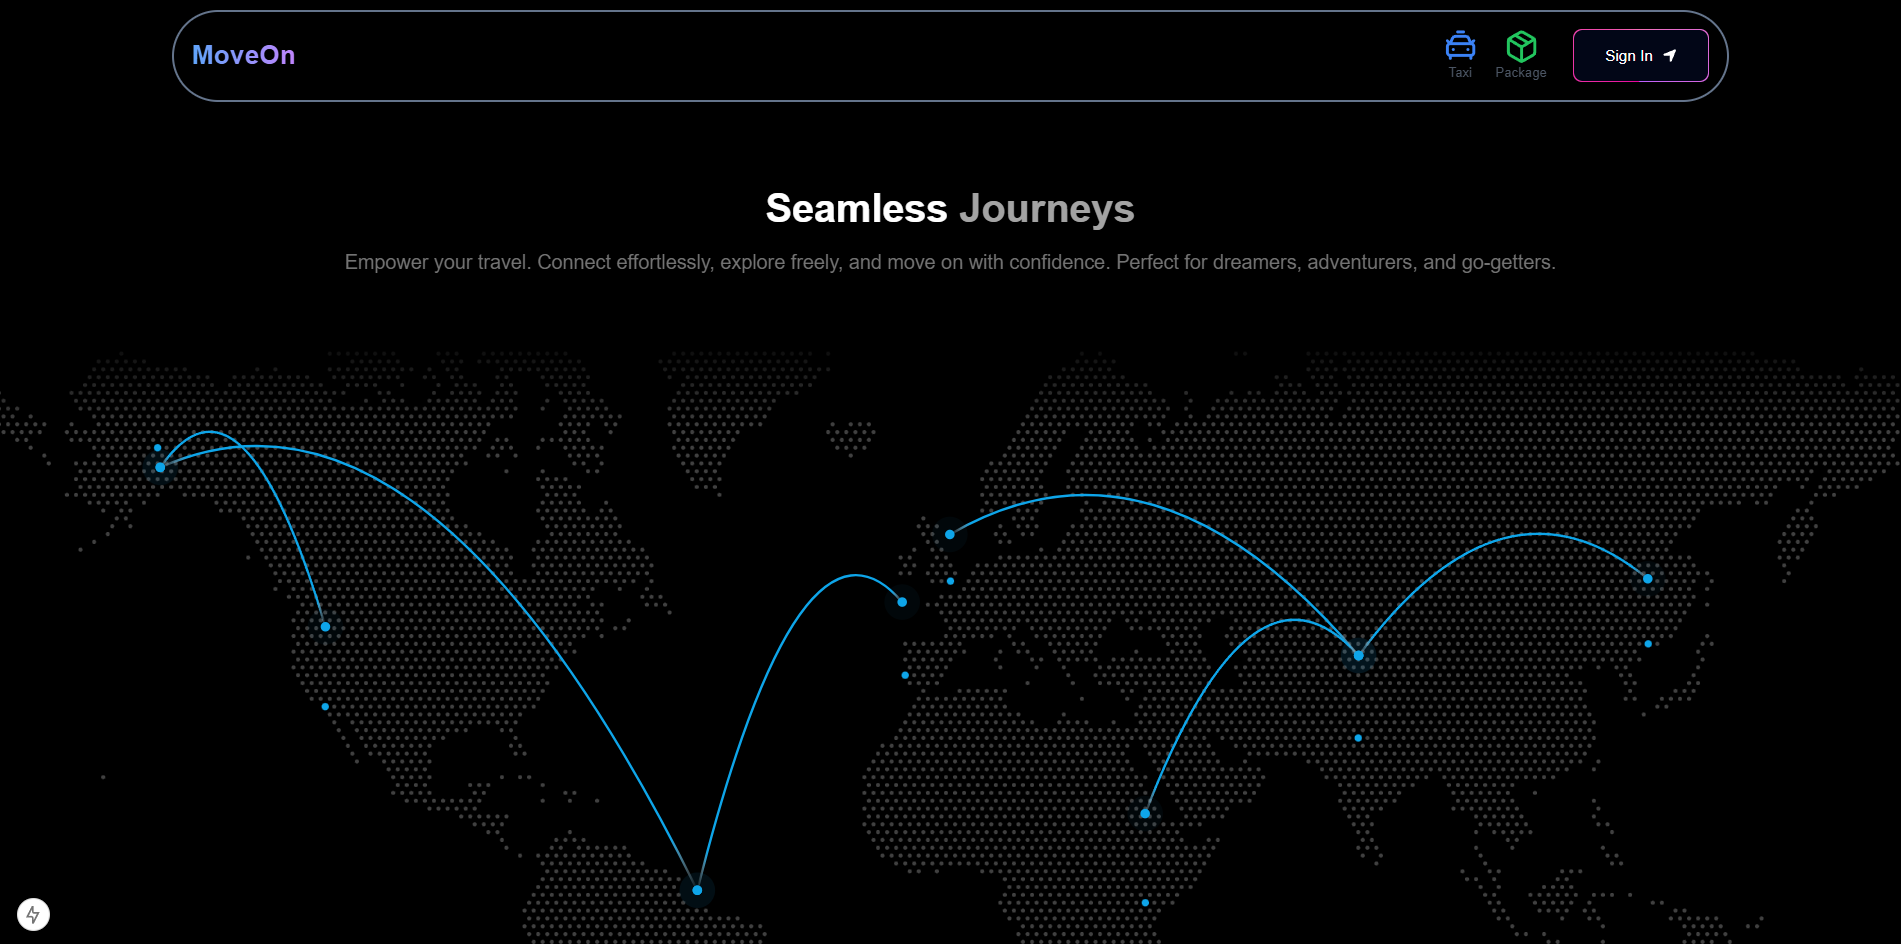 MoveOn
Taxi
Package
Sign In
Seamless Journeys
Empower your travel. Connect effortlessly, explore freely, and move on with confidence. Perfect for dreamers, adventurers, and go-getters.